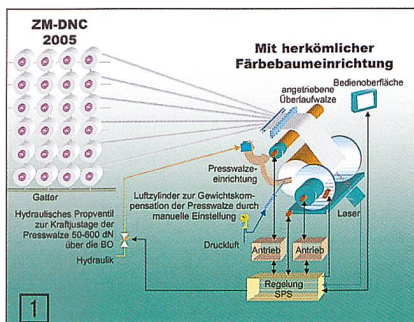 ZM-DNC
2005
Mit herkömlicher
Färbebaumeinrichtung
angetriebene
Überlaufwalze
Bedienoberfläche
Presswalze-
einrichtung
Gatter
Hydraulisches Propventil
zur Kraftjustage der
Presswalze 50-600 dN
über die BO
Hydraulik
Luftzylinder zur Gewichtskom-
pensation der Presswalze durch
manuelle Einstellung
Druckluft
Laser
Antrieb
Antrieb
Regelung
SPS
1